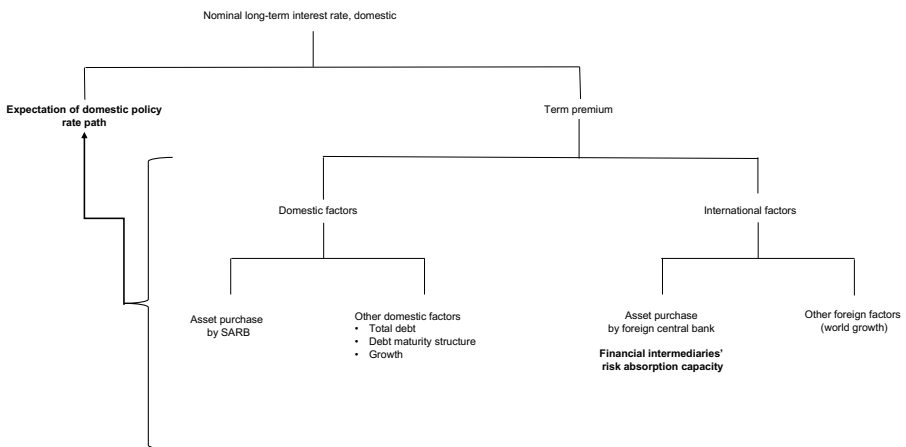 Nominal long-term interest rate, domestic
Expectation of domestic policy
rate path
Term premium
Domestic factors
International factors
Asset purchase
by SARB
Other domestic factors
• Total debt
• Debt maturity structure
• Growth
Asset purchase
by foreign central bank
Financial intermediaries'
risk absorption capacity
Other foreign factors
(world growth)